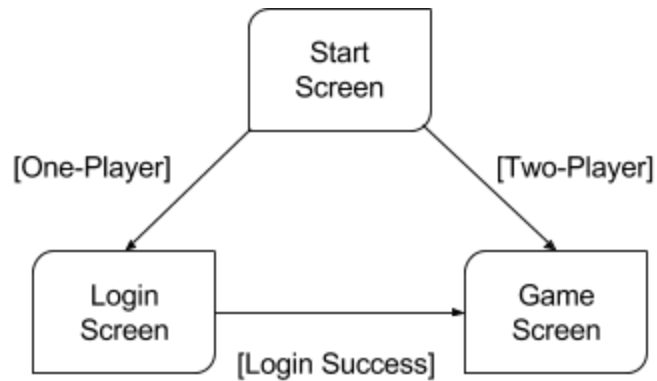 Start
Screen
[One-Player]
[Two-Player]
Login
Screen
Game
Screen
[Login Success]